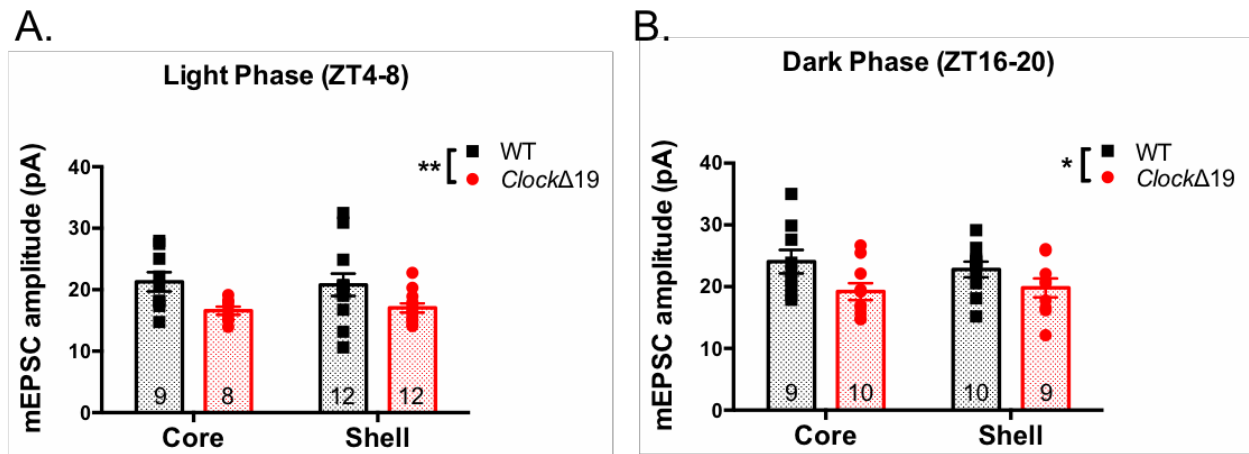 A.
Light Phase (ZT4-8)
** WT
ClockΔ19
mEPSC amplitude (pA)
40
30
20
10
0
9 8 12 12
Core Shell
B.
Dark Phase (ZT16-20)
* WT
ClockΔ19
mEPSC amplitude (pA)
40
30
20
10
0
9 10 10 9
Core Shell